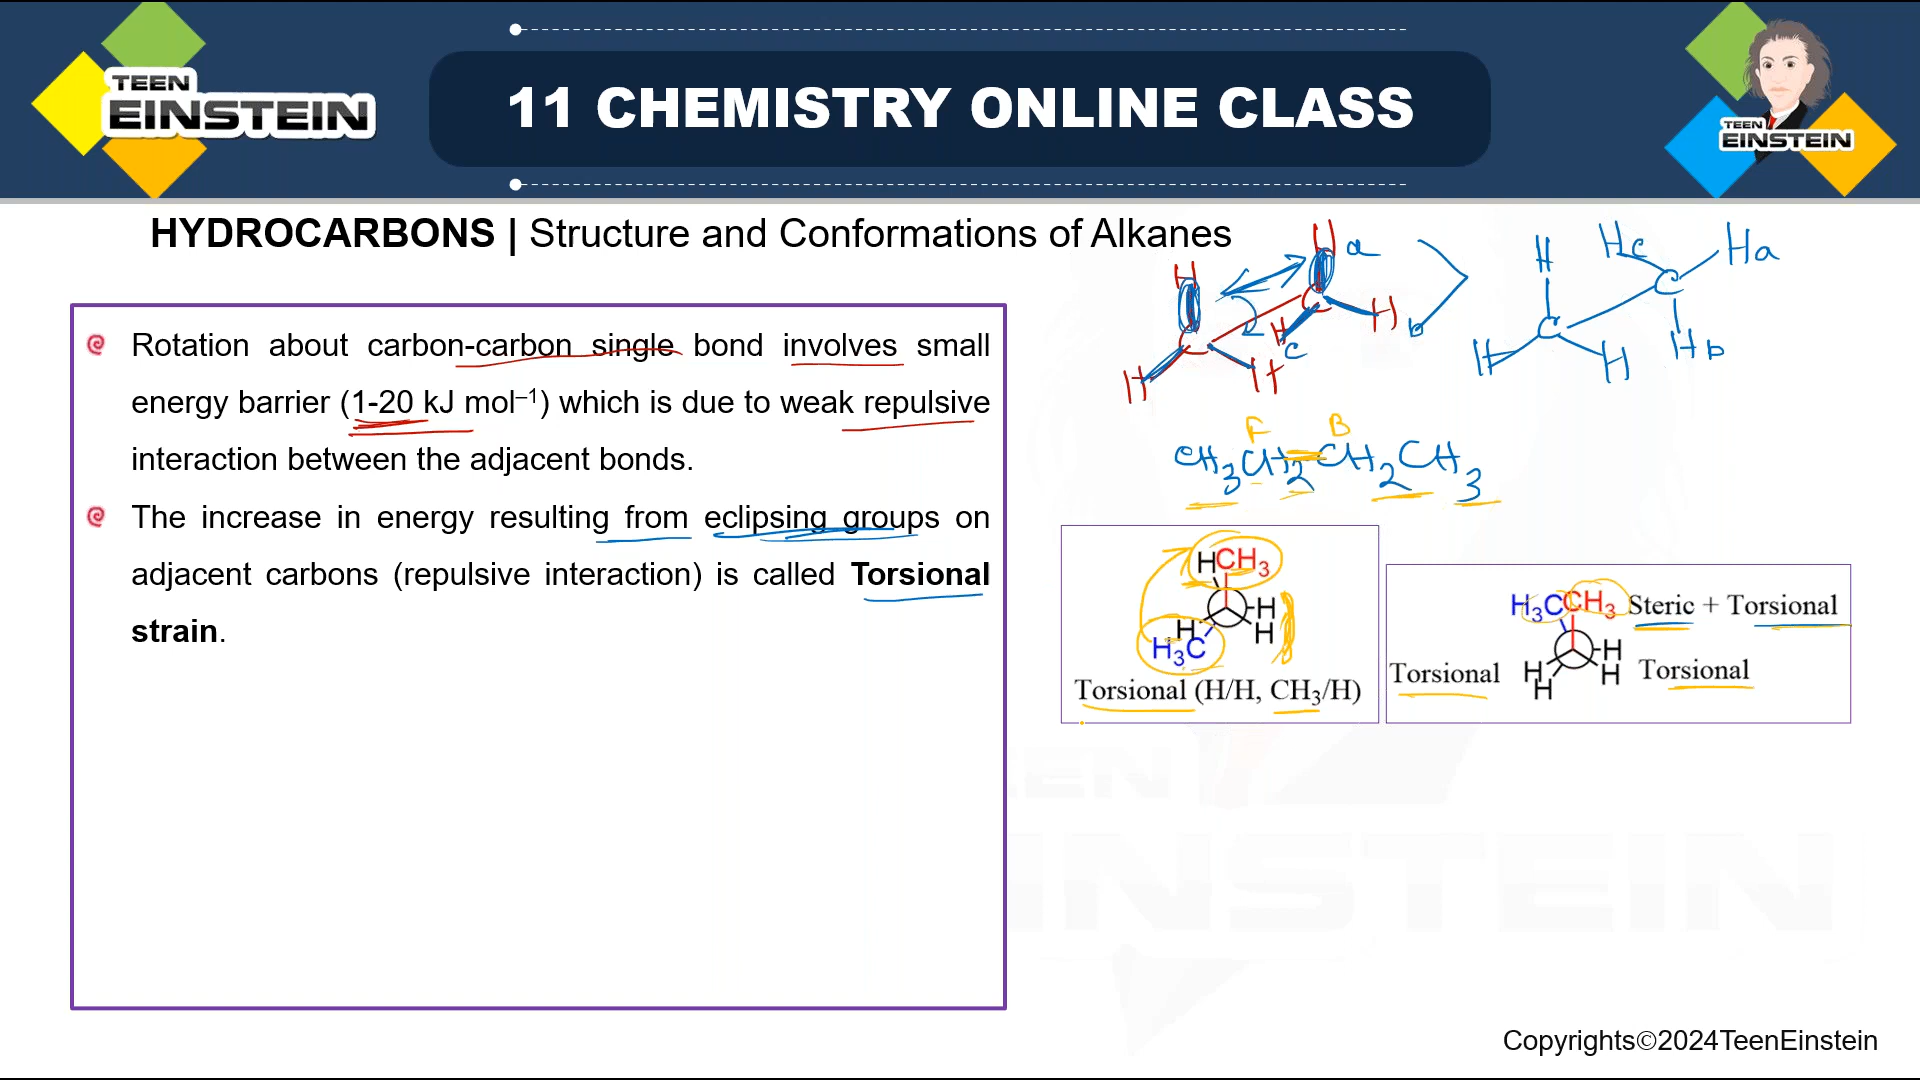 TEEN
EINSTEIN
11 CHEMISTRY ONLINE CLASS
TEEN
EINSTEIN
HYDROCARBONS | Structure and Conformations of Alkanes
Rotation about carbon-carbon single bond involves small
energy barrier (1-20 kJ mol⁻¹) which is due to weak repulsive
interaction between the adjacent bonds.
The increase in energy resulting from eclipsing groups on
adjacent carbons (repulsive interaction) is called Torsional
strain.
H H a
C C H b
H H H c
H Hc Ha
C C
H H Hb
F B
CH₃CH₂–CH₂CH₃
HCH₃
H
H H
H₃C
Torsional (H/H, CH₃/H)
H₃CCH₃ Steric + Torsional
H
Torsional H H Torsional
H
EINSTEIN
Copyrights©2024TeenEinstein